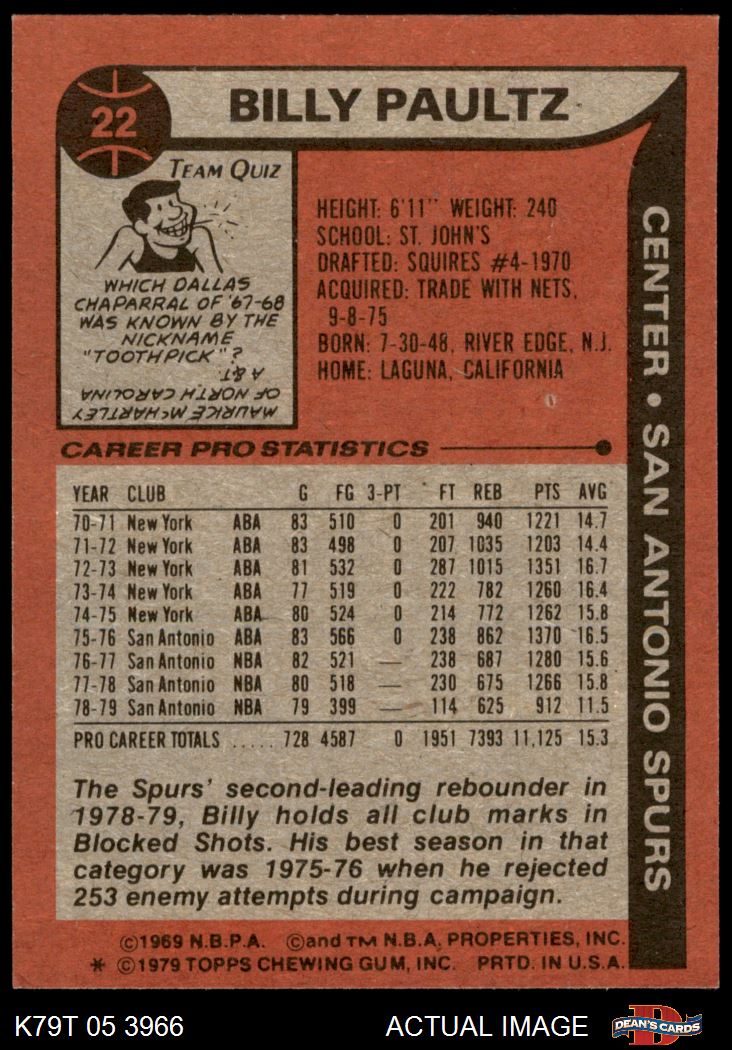 22
BILLY PAULTZ
TEAM QUIZ
WHICH DALLAS
CHAPARRAL OF '67-68
WAS KNOWN BY THE
NICKNAME
"TOOTHPICK"?
MAURICE McHARTLEY
OF NORTH CAROLINA
A & T
HEIGHT: 6'11" WEIGHT: 240
SCHOOL: ST. JOHN'S
DRAFTED: SQUIRES #4-1970
ACQUIRED: TRADE WITH NETS,
9-8-75
BORN: 7-30-48, RIVER EDGE, N.J.
HOME: LAGUNA, CALIFORNIA
CENTER • SAN ANTONIO SPURS
CAREER PRO STATISTICS
YEAR CLUB G FG 3-PT FT REB PTS AVG
70-71 New York ABA 83 510 0 201 940 1221 14.7
71-72 New York ABA 83 498 0 207 1035 1203 14.4
72-73 New York ABA 81 532 0 287 1015 1351 16.7
73-74 New York ABA 77 519 0 222 782 1260 16.4
74-75 New York ABA 80 524 0 214 772 1262 15.8
75-76 San Antonio ABA 83 566 0 238 862 1370 16.5
76-77 San Antonio NBA 82 521 — 238 687 1280 15.6
77-78 San Antonio NBA 80 518 — 230 675 1266 15.8
78-79 San Antonio NBA 79 399 — 114 625 912 11.5
PRO CAREER TOTALS ..... 728 4587 0 1951 7393 11,125 15.3
The Spurs' second-leading rebounder in
1978-79, Billy holds all club marks in
Blocked Shots. His best season in that
category was 1975-76 when he rejected
253 enemy attempts during campaign.
©1969 N.B.P.A. ©and TM N.B.A. PROPERTIES, INC.
* ©1979 TOPPS CHEWING GUM, INC. PRTD. IN U.S.A.
K79T 05 3966 ACTUAL IMAGE
D
DEAN'S CARDS